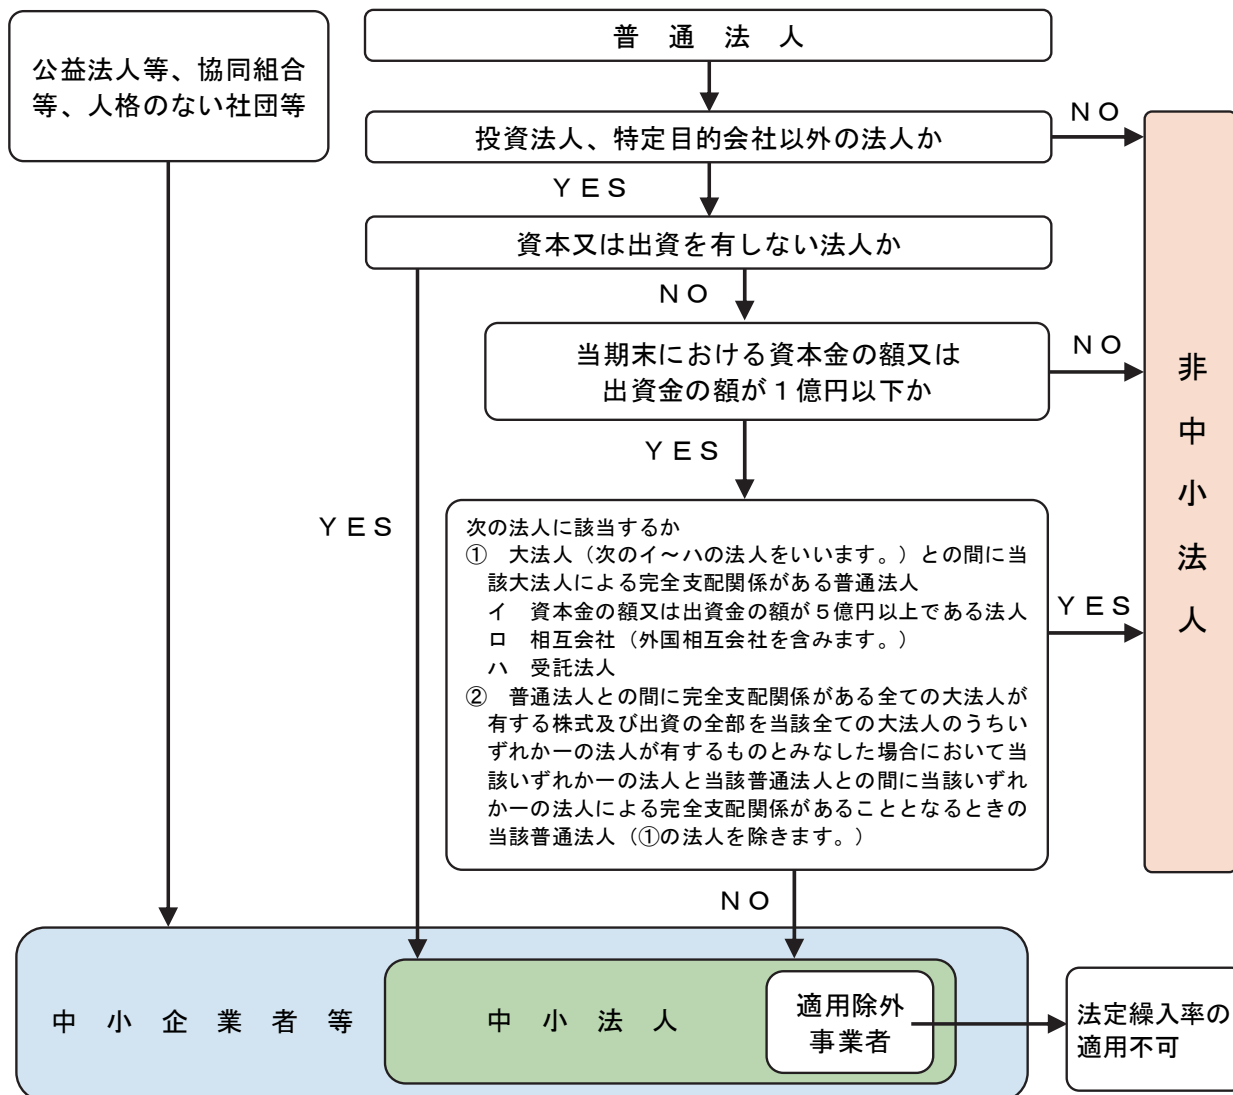 公益法人等、協同組合
等、人格のない社団等
普通法人
投資法人、特定目的会社以外の法人か
NO
YES
資本又は出資を有しない法人か
NO
当期末における資本金の額又は
出資金の額が１億円以下か
NO
YES
YES
次の法人に該当するか
① 大法人（次のイ～ハの法人をいいます。）との間に当
該大法人による完全支配関係がある普通法人
イ 資本金の額又は出資金の額が５億円以上である法人
ロ 相互会社（外国相互会社を含みます。）
ハ 受託法人
② 普通法人との間に完全支配関係がある全ての大法人が
有する株式及び出資の全部を当該全ての大法人のうちい
ずれか一の法人が有するものとみなした場合において当
該いずれか一の法人と当該普通法人との間に当該いずれ
か一の法人による完全支配関係があることとなるときの
当該普通法人（①の法人を除きます。）
YES
NO
非中小法人
中小企業者等
中小法人
適用除外
事業者
法定繰入率の
適用不可